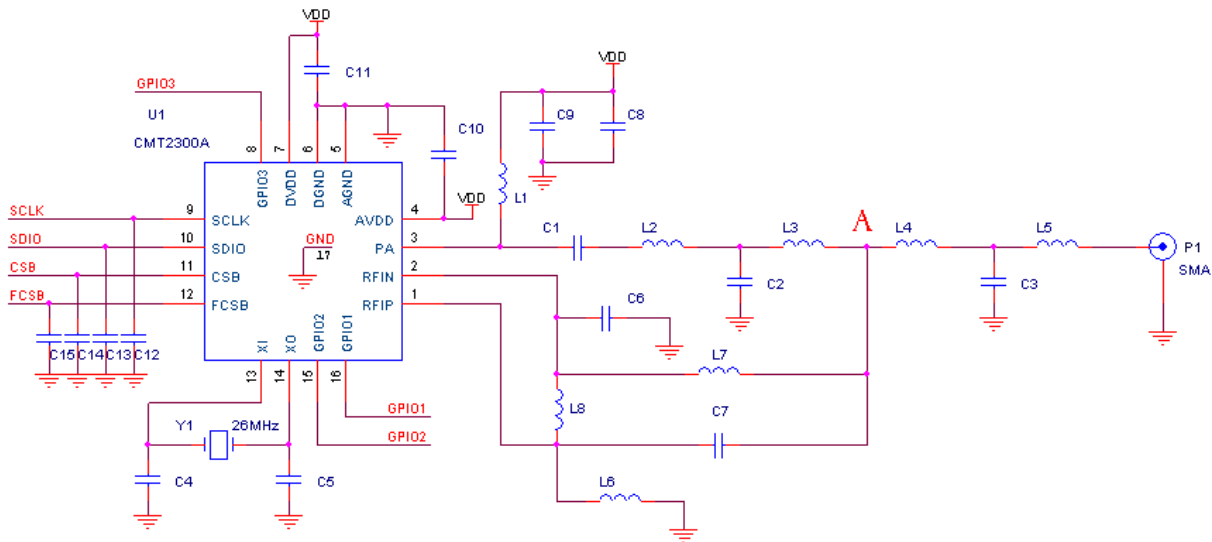 VDD
C11
GPIO3
U1
CMT2300A
VDD
C9
C8
C10
8
7
6
5
GPIO3
DVDD
DGND
AGND
L1
VDD
SCLK
9
SCLK
AVDD
4
SDIO
10
SDIO
GND
17
PA
3
CSB
11
CSB
RFIN
2
FCSB
12
FCSB
RFIP
1
C1
L2
L3
A
L4
L5
P1
SMA
C2
C3
C6
XI
XO
GPIO2
GPIO1
C15
C14
C13
C12
13
14
15
16
L7
L8
C7
GPIO1
GPIO2
Y1
26MHz
C4
C5
L6